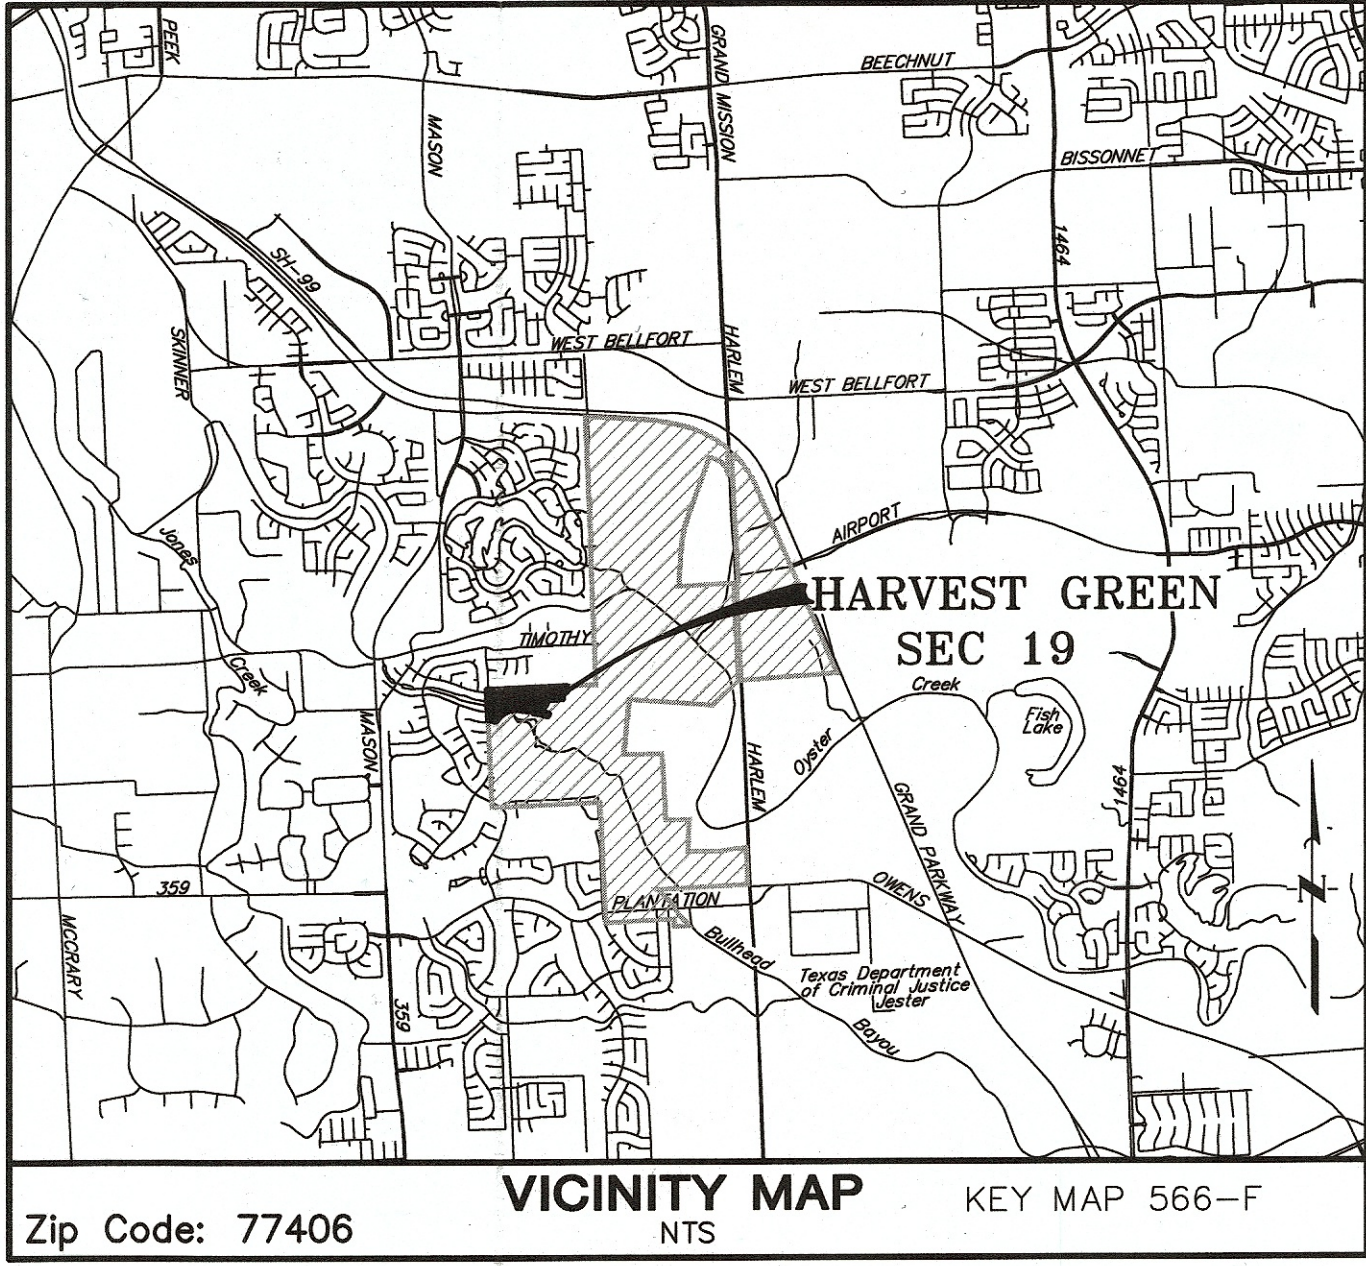 PEEK
GRAND MISSION
BEECHNUT
MASON
BISSONNET
1464
SH-99
SKINNER
WEST BELLFORT
HARLEM
WEST BELLFORT
AIRPORT
Jones
HARVEST GREEN
SEC 19
TIMOTHY
Creek
Creek
Fish
Lake
MASON
Oyster
HARLEM
1464
GRAND PARKWAY
359
OWENS
PLANTATION
N
MCCRARY
Bullhead
Texas Department
of Criminal Justice
Jester
359
Bayou
VICINITY MAP
KEY MAP 566-F
Zip Code: 77406
NTS